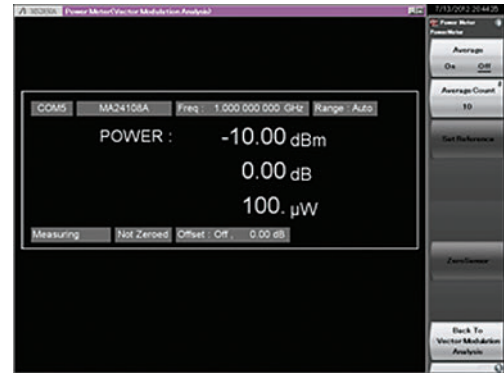 MS2690A Power Meter(Vector Modulation Analysis)
7/13/2012 20:44:25
Power Meter
Power Meter
Average
On Off
Average Count
10
Set Reference
Zero Sensor
Back To
Vector Modulation
Analysis
COM5 MA24108A Freq : 1.000 000 000 GHz Range : Auto
POWER : -10.00 dBm
0.00 dB
100. µW
Measuring Not Zeroed Offset : Off , 0.00 dB